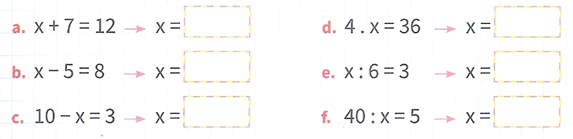 a. x + 7 = 12 → x =
b. x − 5 = 8 → x =
c. 10 − x = 3 → x =
d. 4 . x = 36 → x =
e. x : 6 = 3 → x =
f. 40 : x = 5 → x =